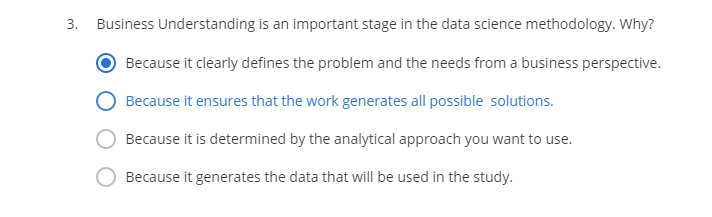 3. Business Understanding is an important stage in the data science methodology. Why?
Because it clearly defines the problem and the needs from a business perspective.
Because it ensures that the work generates all possible solutions.
Because it is determined by the analytical approach you want to use.
Because it generates the data that will be used in the study.